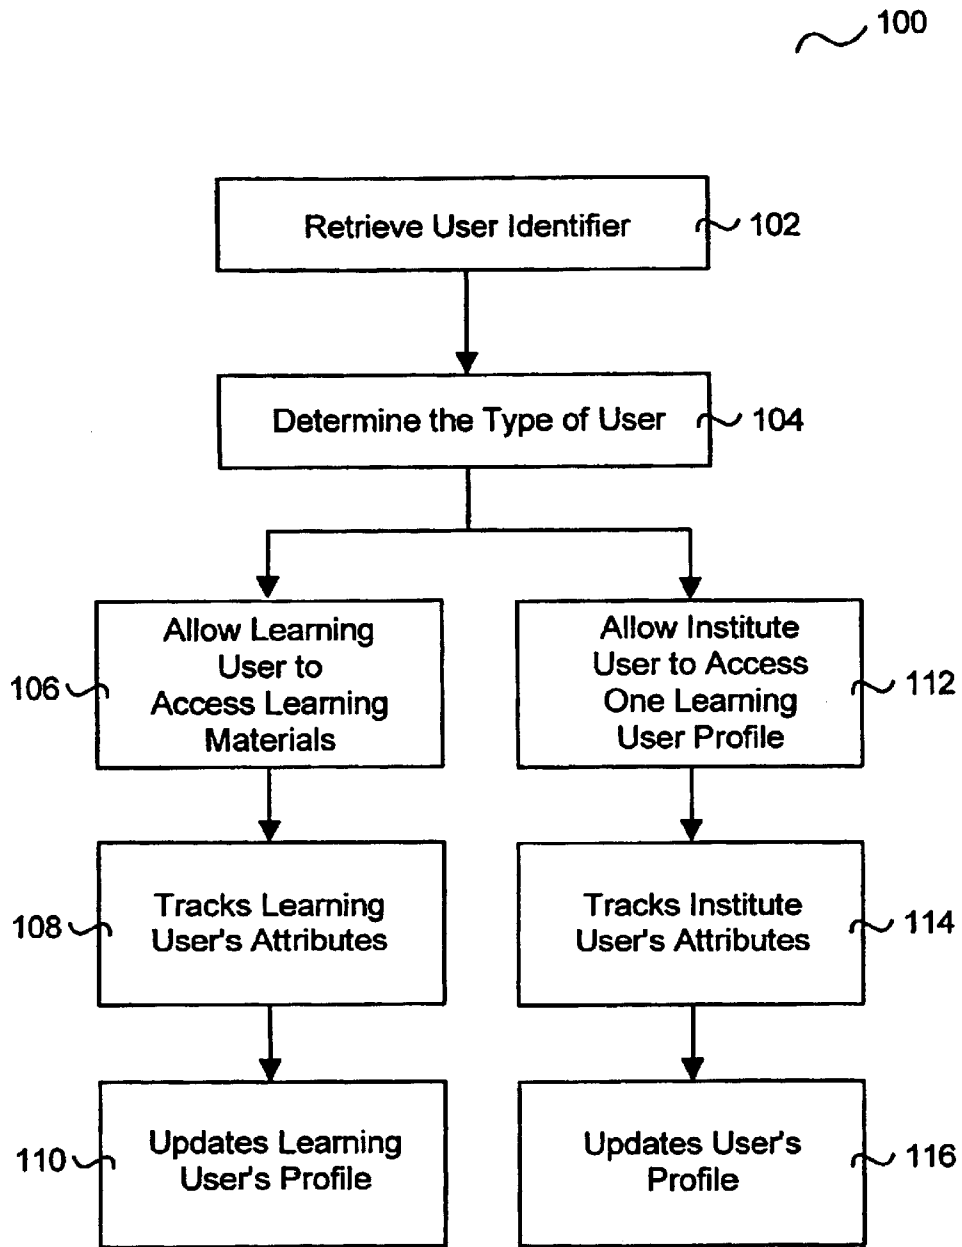 100
Retrieve User Identifier
102
Determine the Type of User
104
Allow Learning
User to
Access Learning
Materials
106
Allow Institute
User to Access
One Learning
User Profile
112
Tracks Learning
User's Attributes
108
Tracks Institute
User's Attributes
114
Updates Learning
User's Profile
110
Updates User's
Profile
116